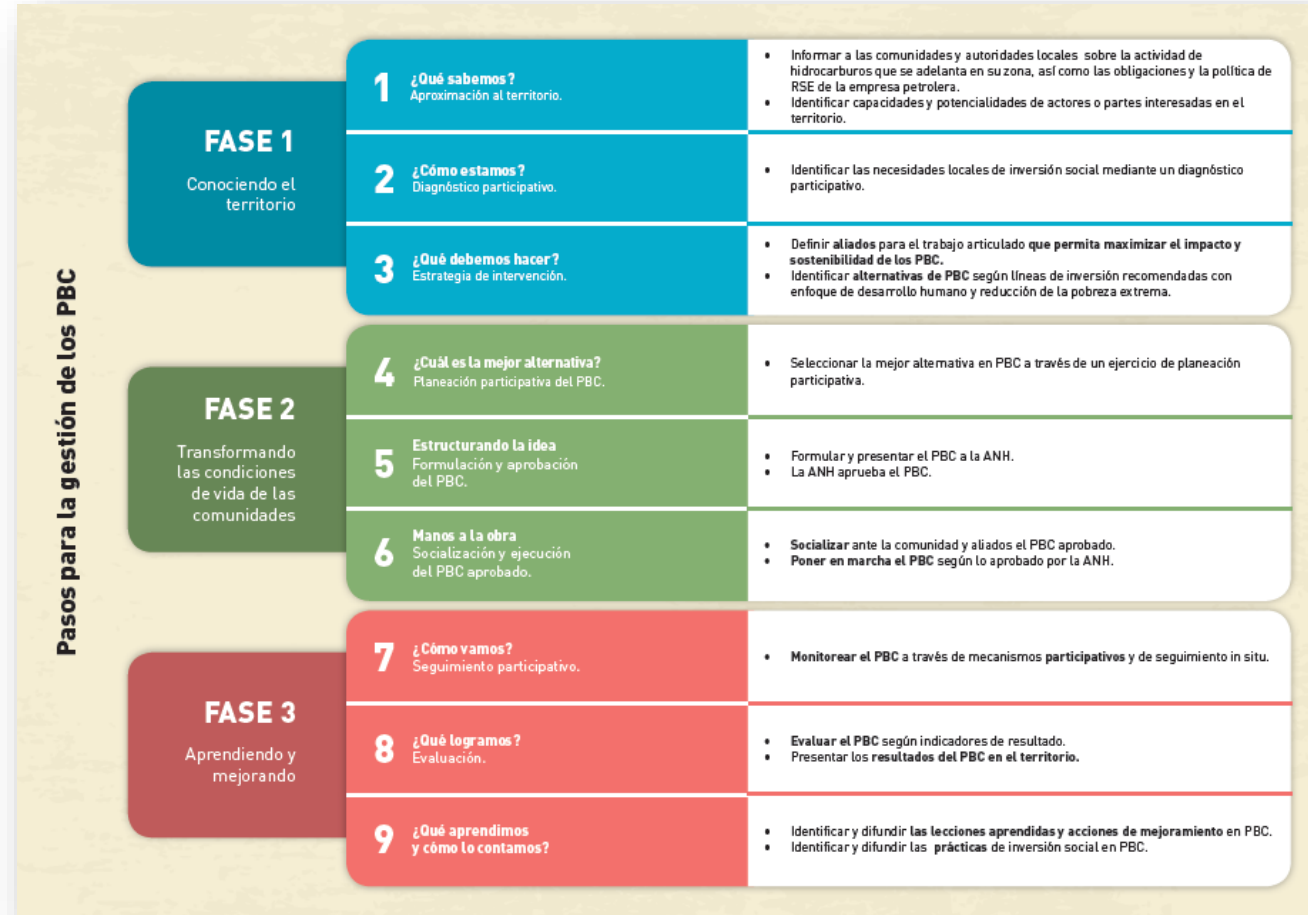 Pasos para la gestión de los PBC
FASE 1
Conociendo el
territorio
1
¿Qué sabemos?
Aproximación al territorio.
• Informar a las comunidades y autoridades locales sobre la actividad de
hidrocarburos que se adelanta en su zona, así como las obligaciones y la política de
RSE de la empresa petrolera.
• Identificar capacidades y potencialidades de actores o partes interesadas en el
territorio.
2
¿Cómo estamos?
Diagnóstico participativo.
• Identificar las necesidades locales de inversión social mediante un diagnóstico
participativo.
3
¿Qué debemos hacer?
Estrategia de intervención.
• Definir aliados para el trabajo articulado que permita maximizar el impacto y
sostenibilidad de los PBC.
• Identificar alternativas de PBC según líneas de inversión recomendadas con
enfoque de desarrollo humano y reducción de la pobreza extrema.
FASE 2
Transformando
las condiciones
de vida de las
comunidades
4
¿Cuál es la mejor alternativa?
Planeación participativa del PBC.
• Seleccionar la mejor alternativa en PBC a través de un ejercicio de planeación
participativa.
5
Estructurando la idea
Formulación y aprobación
del PBC.
• Formular y presentar el PBC a la ANH.
• La ANH aprueba el PBC.
6
Manos a la obra
Socialización y ejecución
del PBC aprobado.
• Socializar ante la comunidad y aliados el PBC aprobado.
• Poner en marcha el PBC según lo aprobado por la ANH.
FASE 3
Aprendiendo y
mejorando
7
¿Cómo vamos?
Seguimiento participativo.
• Monitorear el PBC a través de mecanismos participativos y de seguimiento in situ.
8
¿Qué logramos?
Evaluación.
• Evaluar el PBC según indicadores de resultado.
• Presentar los resultados del PBC en el territorio.
9
¿Qué aprendimos
y cómo lo contamos?
• Identificar y difundir las lecciones aprendidas y acciones de mejoramiento en PBC.
• Identificar y difundir las prácticas de inversión social en PBC.